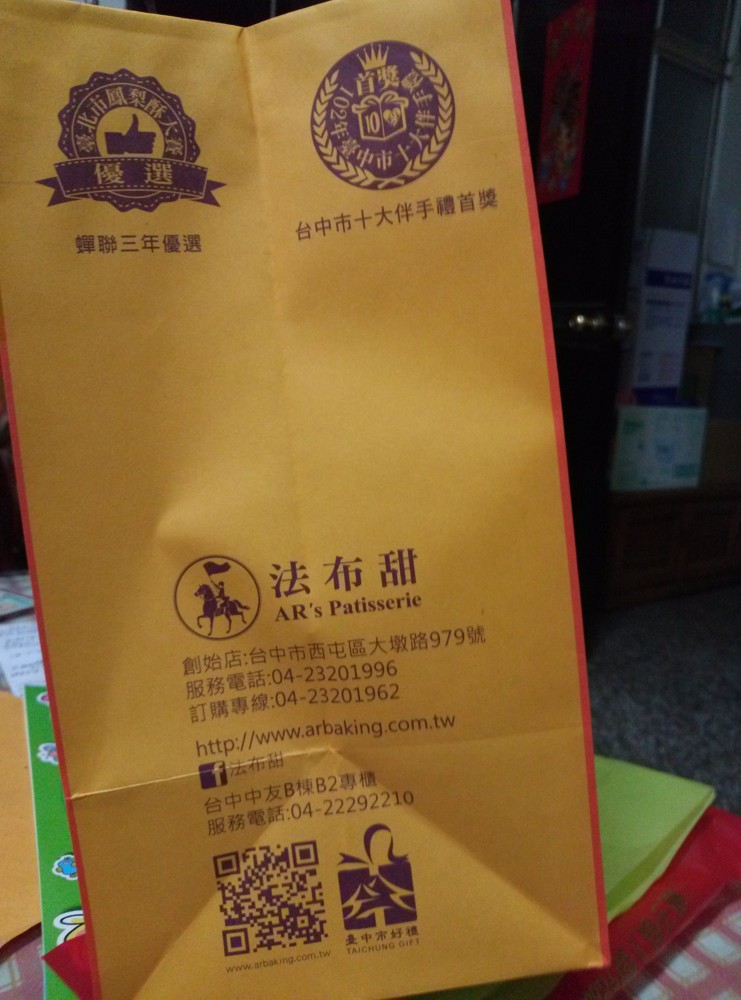 臺北市鳳梨酥大賽
優選
蟬聯三年優選
首獎
102年臺中市十大伴手禮
10
台中市十大伴手禮首獎
法布甜
AR's Patisserie
創始店:台中市西屯區大墩路979號
服務電話:04-23201996
訂購專線:04-23201962
http://www.arbaking.com.tw
f法布甜
台中中友B棟B2專櫃
服務電話:04-22292210
www.arbaking.com.tw
臺中市好禮
TAICHUNG GIFT